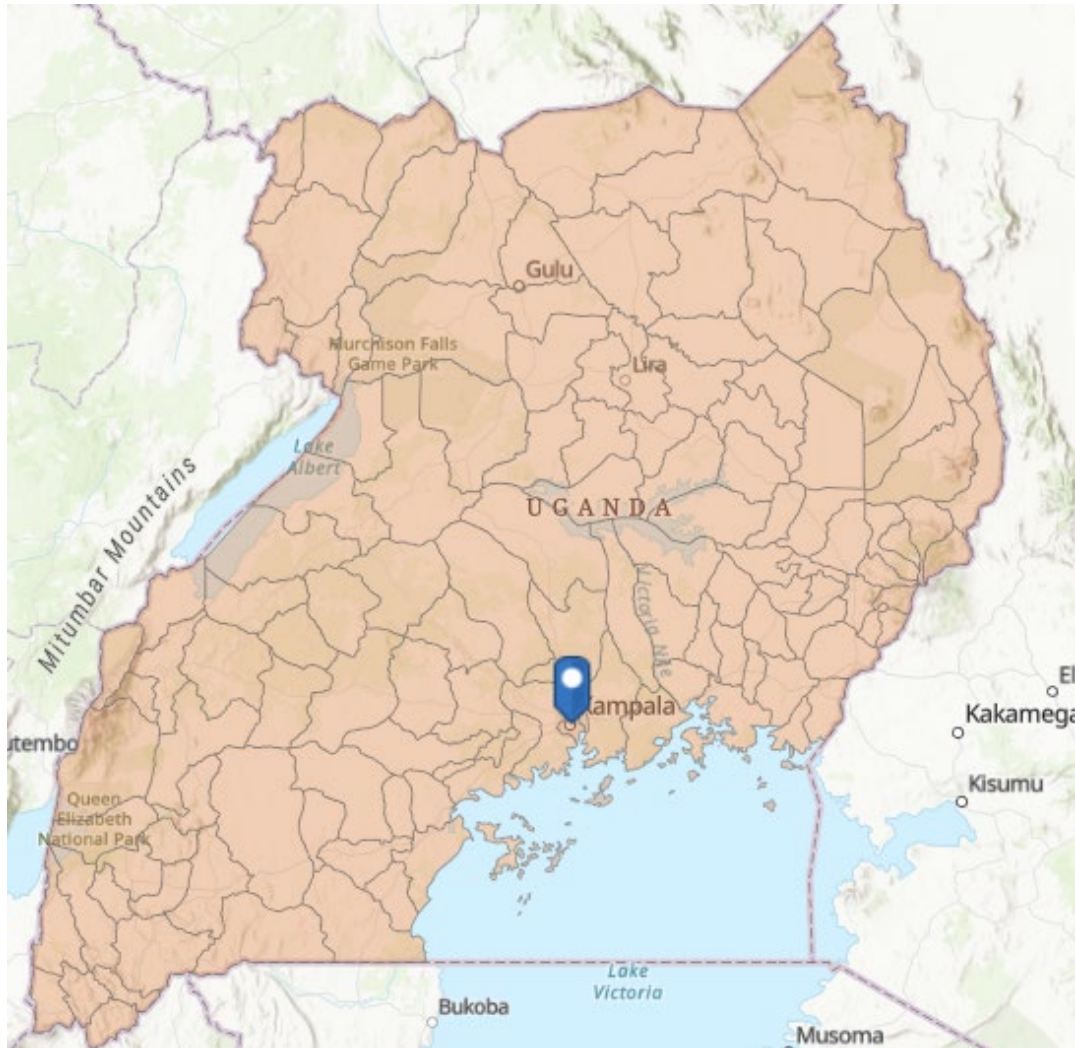 Gulu
Murchison Falls
Game Park
Lira
Lake
Albert
UGANDA
Mitumbar Mountains
Victoria Nile
Kampala
El
Kakamega
utembo
Kisumu
Queen
Elizabeth
National Park
Lake
Victoria
Bukoba
Musoma